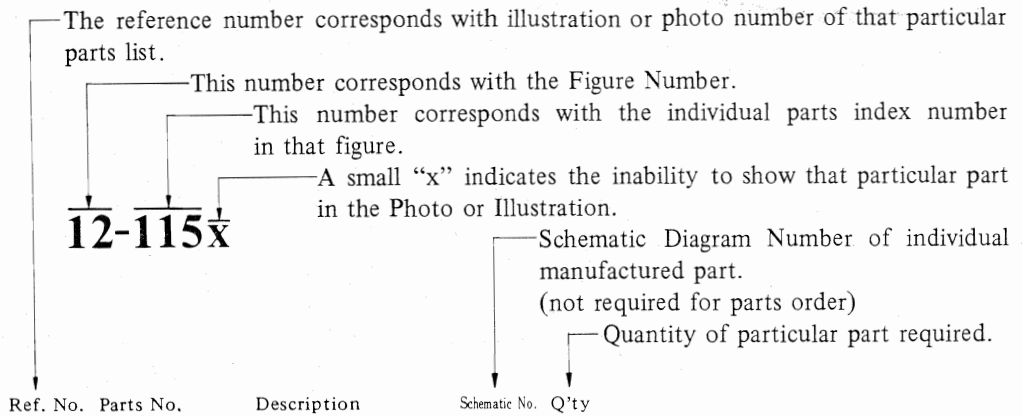 The reference number corresponds with illustration or photo number of that particular
parts list.
This number corresponds with the Figure Number.
This number corresponds with the individual parts index number
in that figure.
A small “x” indicates the inability to show that particular part
in the Photo or Illustration.
12-115x
Schematic Diagram Number of individual
manufactured part.
(not required for parts order)
Quantity of particular part required.
Ref. No. Parts No. Description Schematic No. Q'ty